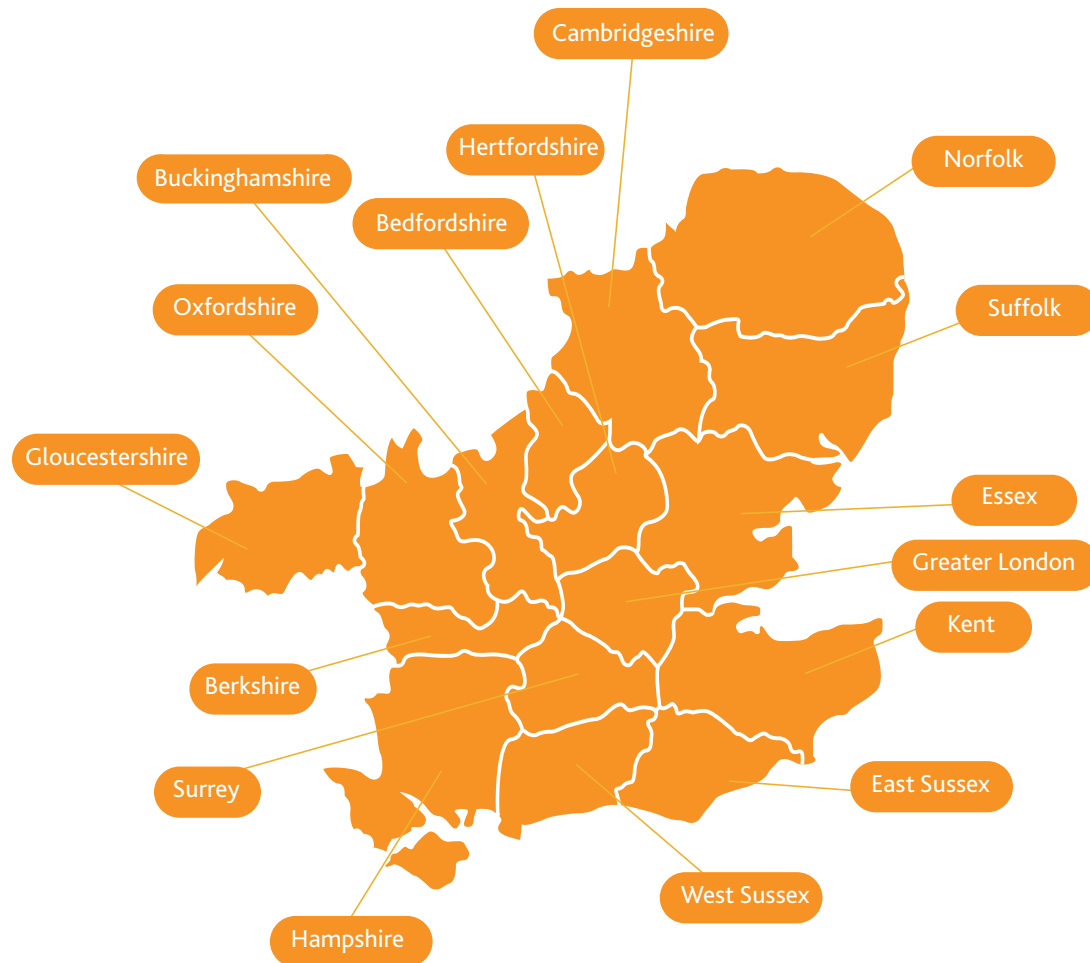 Cambridgeshire
Hertfordshire
Norfolk
Buckinghamshire
Bedfordshire
Oxfordshire
Suffolk
Gloucestershire
Essex
Greater London
Kent
Berkshire
Surrey
East Sussex
West Sussex
Hampshire